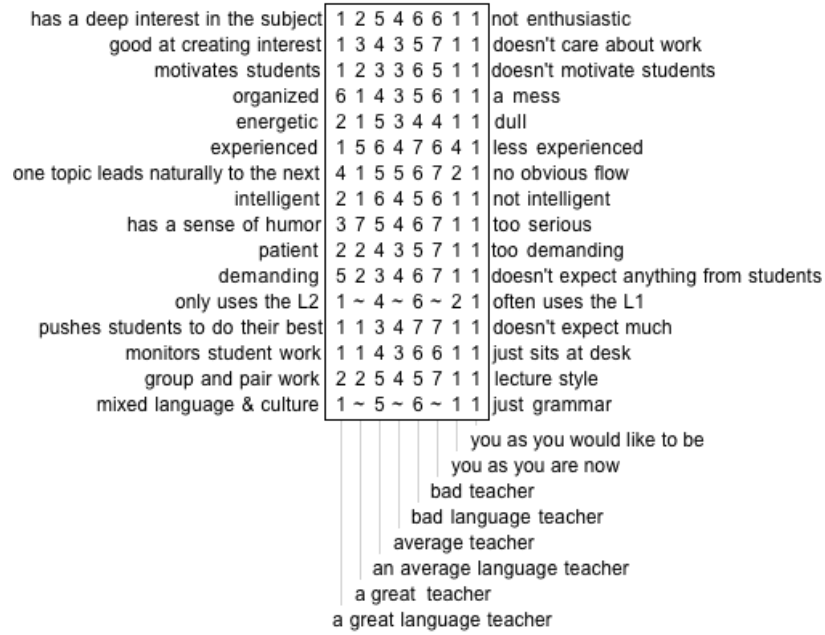 has a deep interest in the subject 1 2 5 4 6 6 1 1 not enthusiastic
good at creating interest 1 3 4 3 5 7 1 1 doesn't care about work
motivates students 1 2 3 3 6 5 1 1 doesn't motivate students
organized 6 1 4 3 5 6 1 1 a mess
energetic 2 1 5 3 4 4 1 1 dull
experienced 1 5 6 4 7 6 4 1 less experienced
one topic leads naturally to the next 4 1 5 5 6 7 2 1 no obvious flow
intelligent 2 1 6 4 5 6 1 1 not intelligent
has a sense of humor 3 7 5 4 6 7 1 1 too serious
patient 2 2 4 3 5 7 1 1 too demanding
demanding 5 2 3 4 6 7 1 1 doesn't expect anything from students
only uses the L2 1 ~ 4 ~ 6 ~ 2 1 often uses the L1
pushes students to do their best 1 1 3 4 7 7 1 1 doesn't expect much
monitors student work 1 1 4 3 6 6 1 1 just sits at desk
group and pair work 2 2 5 4 5 7 1 1 lecture style
mixed language & culture 1 ~ 5 ~ 6 ~ 1 1 just grammar
you as you would like to be
you as you are now
bad teacher
bad language teacher
average teacher
an average language teacher
a great teacher
a great language teacher